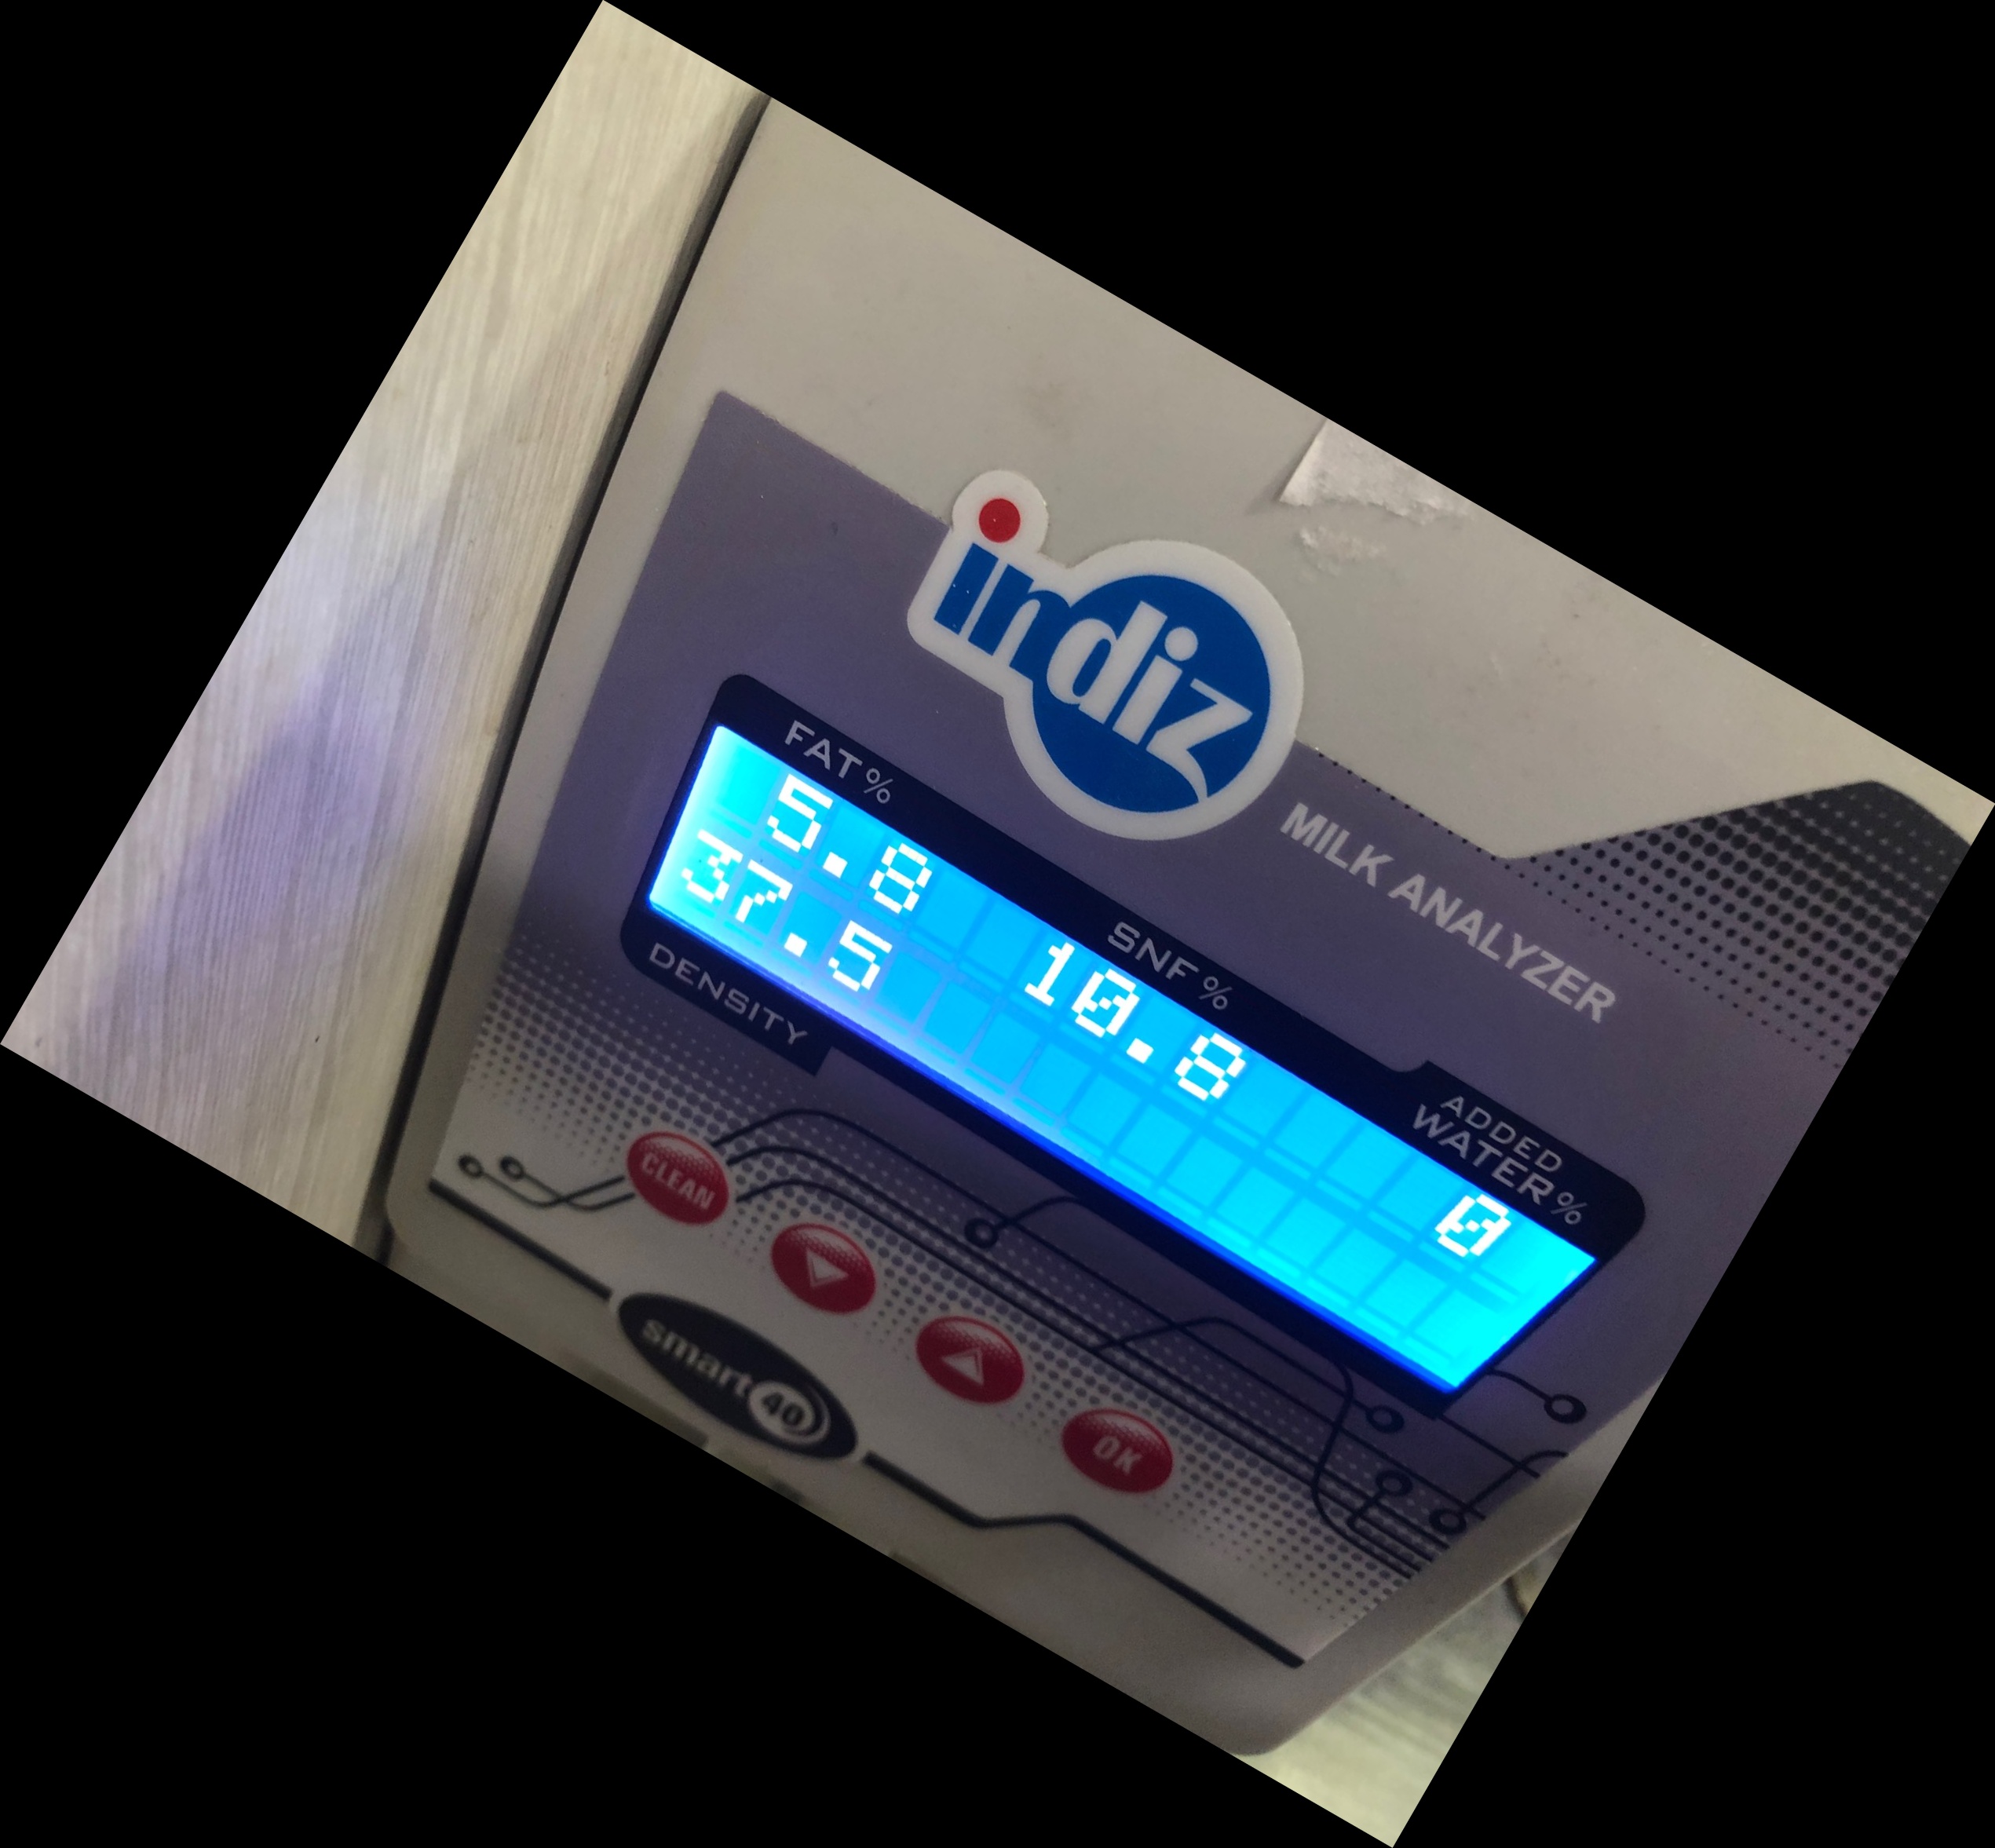 indiz
MILK ANALYZER
FAT% SNF% ADDED WATER%
5.8 10.8 0
37.5
DENSITY
CLEAN
OK
smart 40